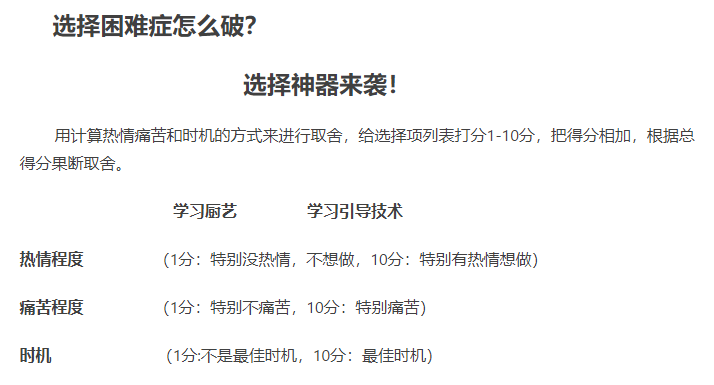 选择困难症怎么破？
选择神器来袭！
用计算热情痛苦和时机的方式来进行取舍，给选择项列表打分1-10分，把得分相加，根据总
得分果断取舍。
学习厨艺 学习引导技术
热情程度 (1分：特别没热情，不想做，10分：特别有热情想做)
痛苦程度 (1分：特别不痛苦，10分：特别痛苦)
时机 (1分:不是最佳时机，10分：最佳时机)